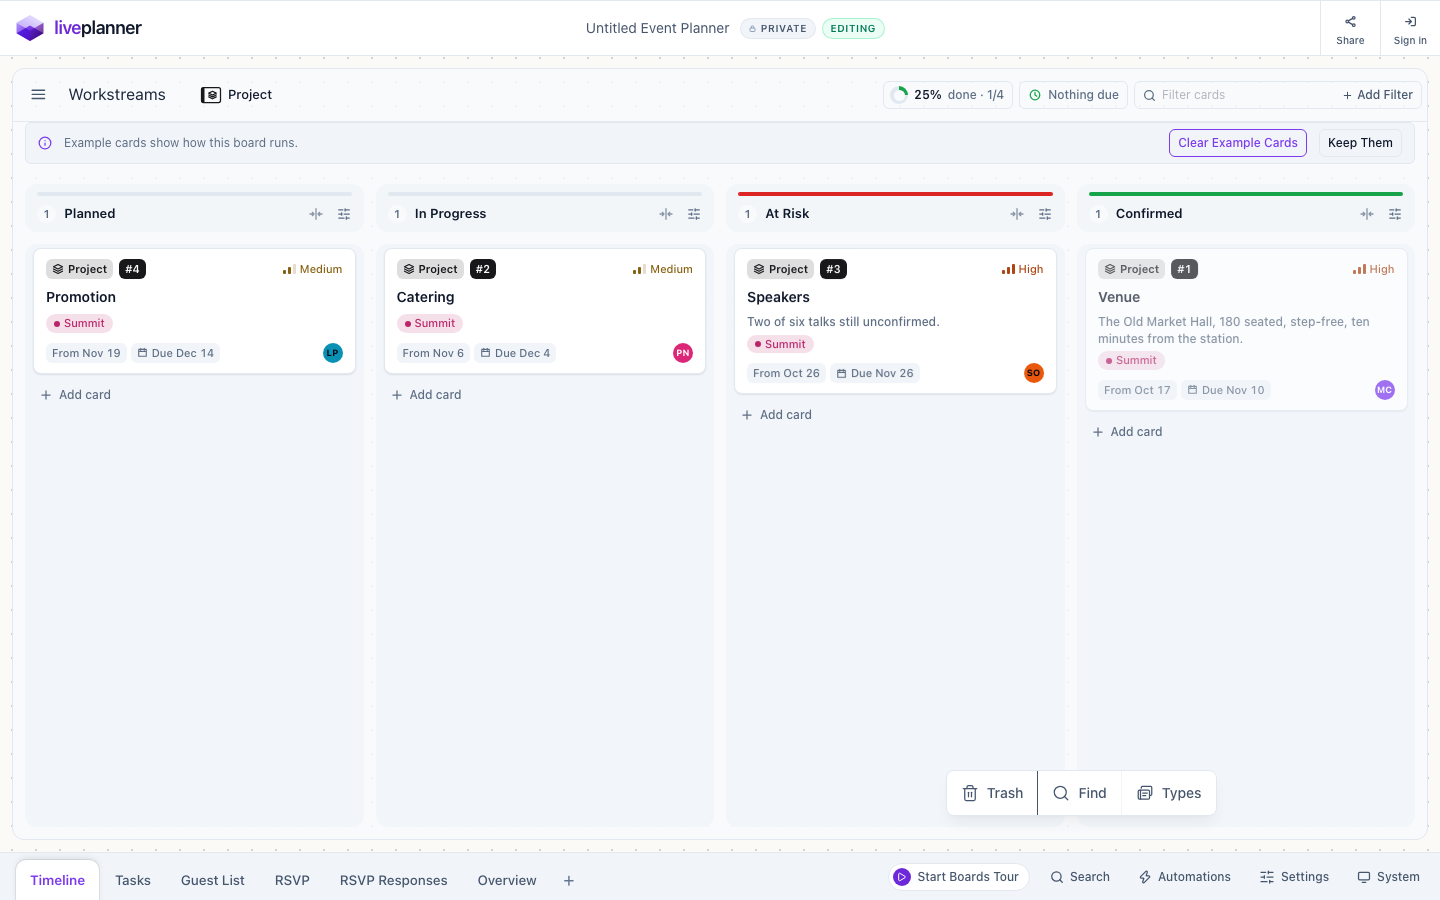 liveplanner
Untitled Event Planner
PRIVATE
EDITING
Share
Sign in
Workstreams
Project
25% done · 1/4
Nothing due
Filter cards
Add Filter
Example cards show how this board runs.
Clear Example Cards
Keep Them
1 Planned
1 In Progress
1 At Risk
1 Confirmed
Project #4 Medium
Promotion
Summit
From Nov 19 Due Dec 14 LP
Add card
Project #2 Medium
Catering
Summit
From Nov 6 Due Dec 4 PN
Add card
Project #3 High
Speakers
Two of six talks still unconfirmed.
Summit
From Oct 26 Due Nov 26 SO
Add card
Project #1 High
Venue
The Old Market Hall, 180 seated, step-free, ten
minutes from the station.
Summit
From Oct 17 Due Nov 10 MC
Add card
Trash
Find
Types
Timeline
Tasks
Guest List
RSVP
RSVP Responses
Overview
Start Boards Tour
Search
Automations
Settings
System